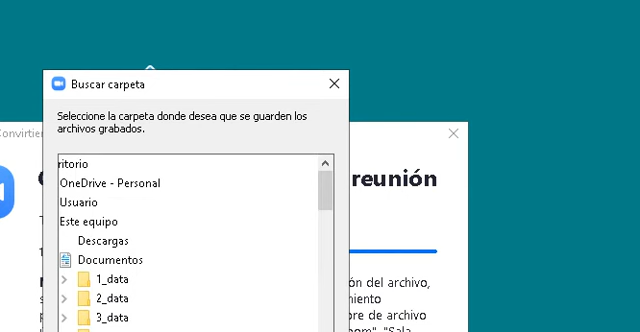 Buscar carpeta
Seleccione la carpeta donde desea que se guarden los
archivos grabados.
ritorio
OneDrive - Personal
Usuario
Este equipo
Descargas
Documentos
1_data
2_data
3_data
Convirtien
reunión
ón del archivo,
miento
bre de archivo
"Sala